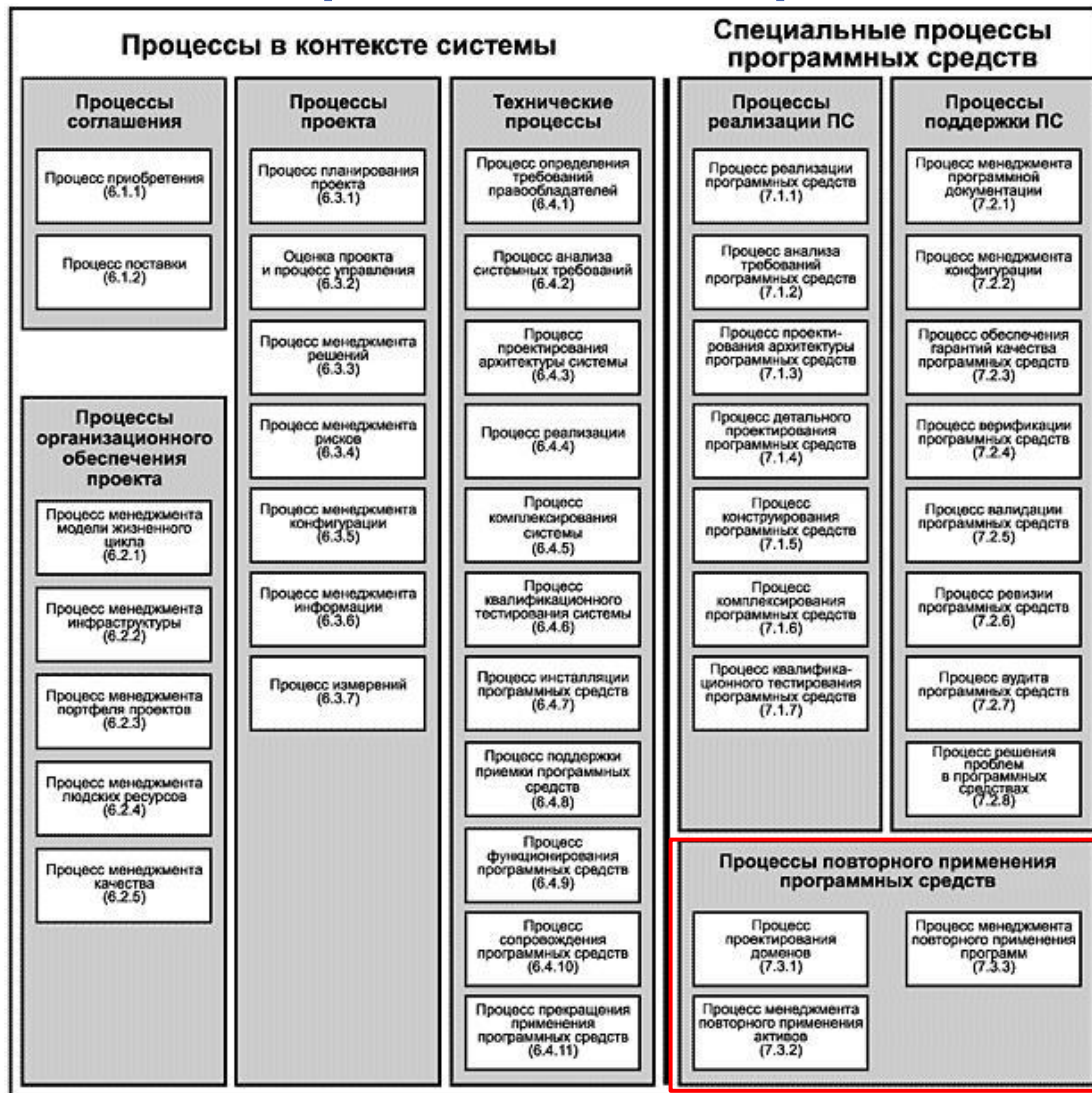 Процессы в контексте системы
Специальные процессы
программных средств
Процессы
соглашения
Процесс приобретения
(6.1.1)
Процесс поставки
(6.1.2)
Процессы
организационного
обеспечения
проекта
Процесс менеджмента
модели жизненного
цикла
(6.2.1)
Процесс менеджмента
инфраструктуры
(6.2.2)
Процесс менеджмента
портфеля проектов
(6.2.3)
Процесс менеджмента
людских ресурсов
(6.2.4)
Процесс менеджмента
качества
(6.2.5)
Процессы
проекта
Процесс планирования
проекта
(6.3.1)
Оценка проекта
и процесс управления
(6.3.2)
Процесс менеджмента
решений
(6.3.3)
Процесс менеджмента
рисков
(6.3.4)
Процесс менеджмента
конфигурации
(6.3.5)
Процесс менеджмента
информации
(6.3.6)
Процесс измерений
(6.3.7)
Технические
процессы
Процесс определения
требований
правообладателей
(6.4.1)
Процесс анализа
системных требований
(6.4.2)
Процесс
проектирования
архитектуры системы
(6.4.3)
Процесс реализации
(6.4.4)
Процесс
комплексирования
системы
(6.4.5)
Процесс
квалификационного
тестирования системы
(6.4.6)
Процесс инсталляции
программных средств
(6.4.7)
Процесс поддержки
приемки программных
средств
(6.4.8)
Процесс
функционирования
программных средств
(6.4.9)
Процесс
сопровождения
программных средств
(6.4.10)
Процесс прекращения
применения
программных средств
(6.4.11)
Процессы
реализации ПС
Процесс реализации
программных средств
(7.1.1)
Процесс анализа
требований
программных средств
(7.1.2)
Процесс проекти-
рования архитектуры
программных средств
(7.1.3)
Процесс детального
проектирования
программных средств
(7.1.4)
Процесс
конструирования
программных средств
(7.1.5)
Процесс
комплексирования
программных средств
(7.1.6)
Процесс квалифика-
ционного тестирования
программных средств
(7.1.7)
Процессы
поддержки ПС
Процесс менеджмента
программной
документации
(7.2.1)
Процесс менеджмента
конфигурации
(7.2.2)
Процесс обеспечения
гарантий качества
программных средств
(7.2.3)
Процесс верификации
программных средств
(7.2.4)
Процесс валидации
программных средств
(7.2.5)
Процесс ревизии
программных средств
(7.2.6)
Процесс аудита
программных средств
(7.2.7)
Процесс решения
проблем
в программных
средствах
(7.2.8)
Процессы повторного применения
программных средств
Процесс
проектирования
доменов
(7.3.1)
Процесс менеджмента
повторного применения
активов
(7.3.2)
Процесс менеджмента
повторного применения
программ
(7.3.3)